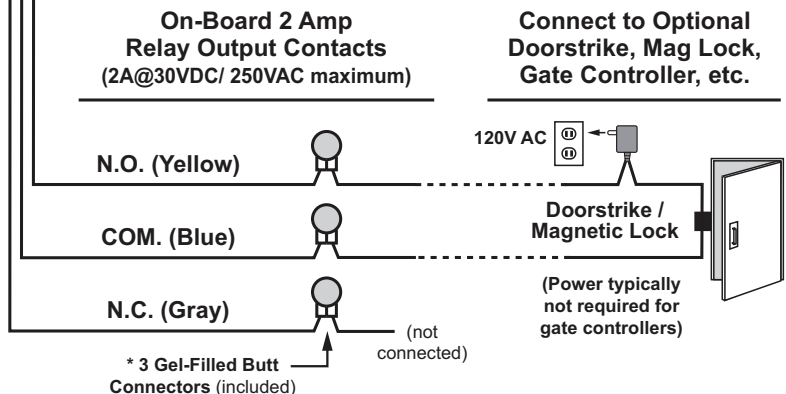 On-Board 2 Amp
Relay Output Contacts
(2A@30VDC/ 250VAC maximum)
Connect to Optional
Doorstrike, Mag Lock,
Gate Controller, etc.
120V AC
N.O. (Yellow)
Doorstrike /
Magnetic Lock
COM. (Blue)
(Power typically
not required for
gate controllers)
N.C. (Gray)
(not
connected)
* 3 Gel-Filled Butt
Connectors (included)